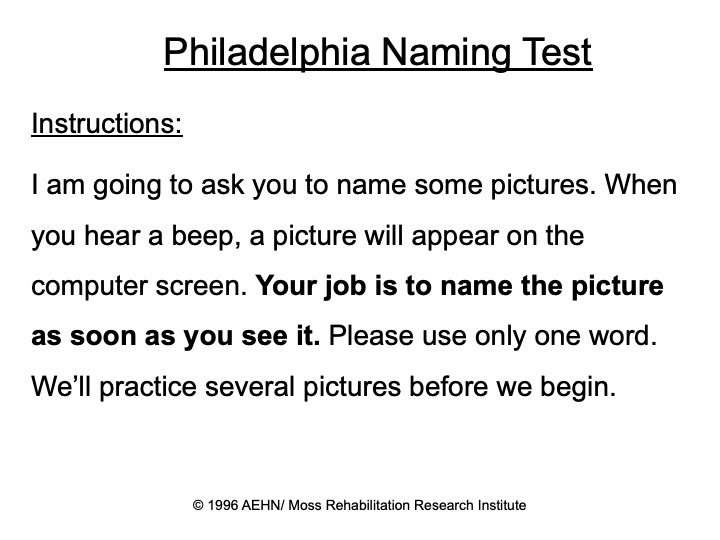 Philadelphia Naming Test
Instructions:
I am going to ask you to name some pictures. When
you hear a beep, a picture will appear on the
computer screen. Your job is to name the picture
as soon as you see it. Please use only one word.
We’ll practice several pictures before we begin.
© 1996 AEHN/ Moss Rehabilitation Research Institute